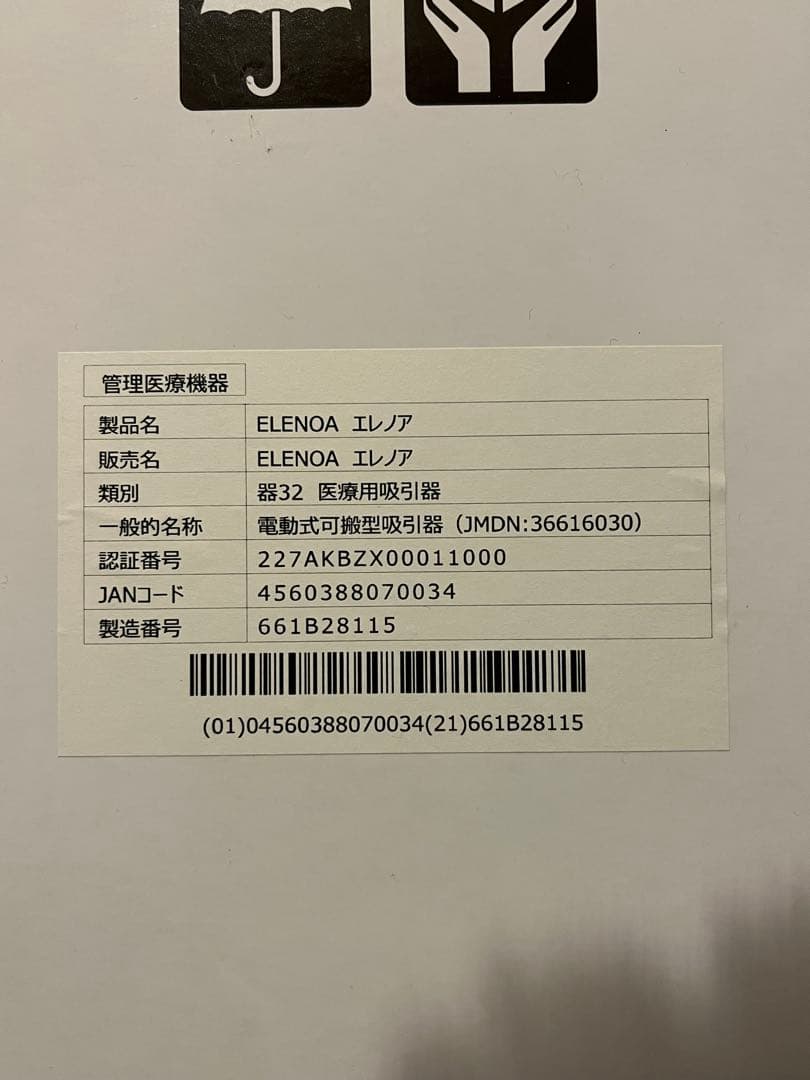 管理医療機器
製品名 ELENOA エレノア
販売名 ELENOA エレノア
類別 器32 医療用吸引器
一般的名称 電動式可搬型吸引器（JMDN:36616030）
認証番号 227AKBZX00011000
JANコード 4560388070034
製造番号 661B28115
(01)04560388070034(21)661B28115